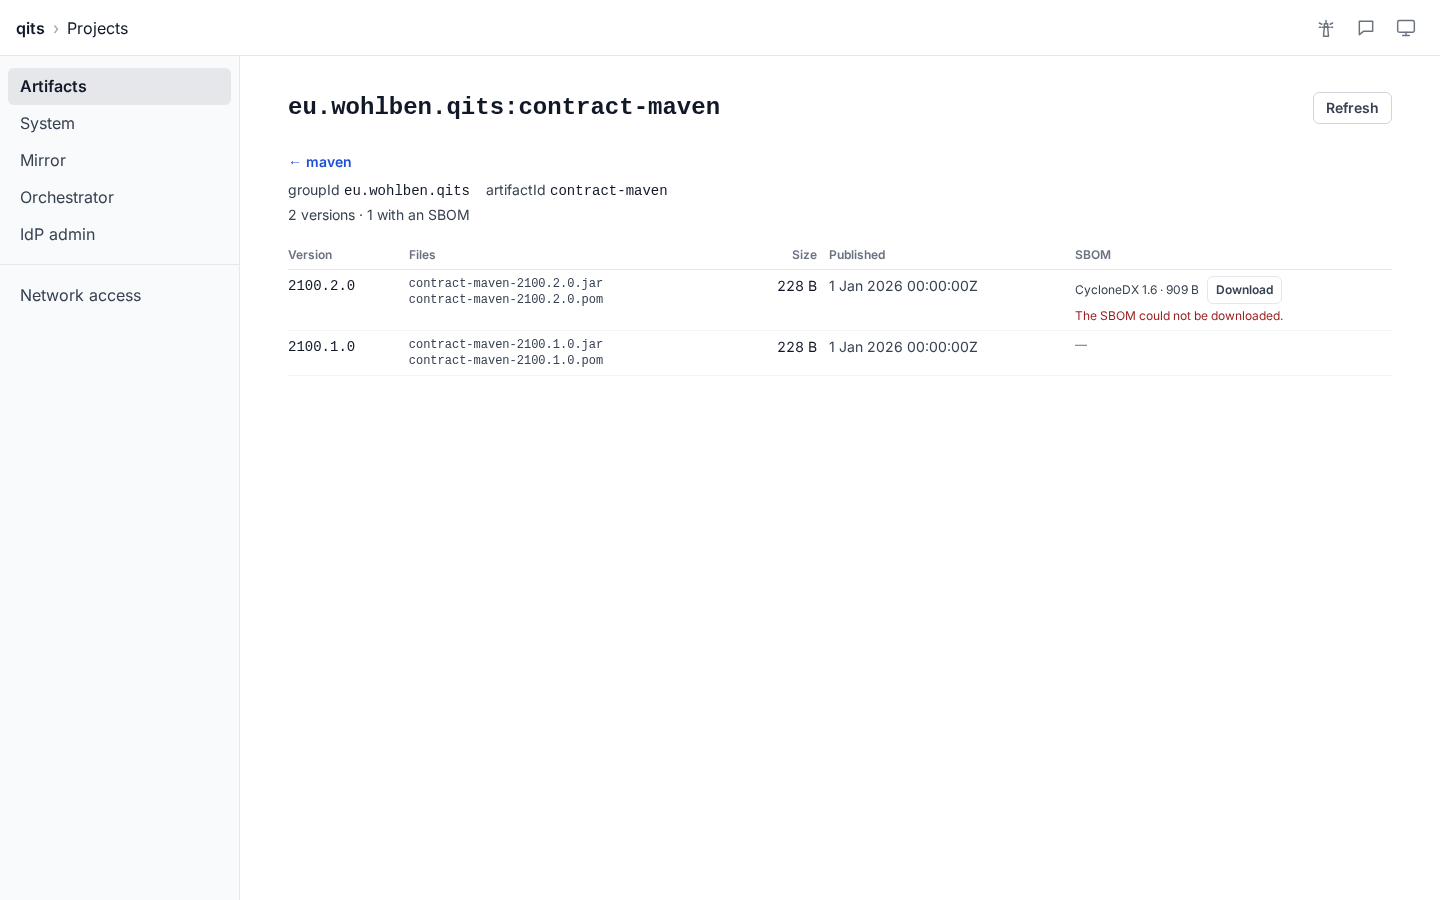 qits › Projects
Artifacts
System
Mirror
Orchestrator
IdP admin
Network access
eu.wohlben.qits:contract-maven
Refresh
← maven
groupId eu.wohlben.qits artifactId contract-maven
2 versions · 1 with an SBOM
Version Files Size Published SBOM
2100.2.0 contract-maven-2100.2.0.jar 228 B 1 Jan 2026 00:00:00Z CycloneDX 1.6 · 909 B Download
contract-maven-2100.2.0.pom
The SBOM could not be downloaded.
2100.1.0 contract-maven-2100.1.0.jar 228 B 1 Jan 2026 00:00:00Z —
contract-maven-2100.1.0.pom